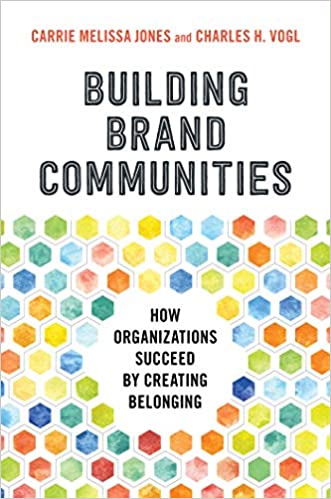 CARRIE MELISSA JONES and CHARLES H. VOGL
BUILDING
BRAND
COMMUNITIES
HOW
ORGANIZATIONS
SUCCEED
BY CREATING
BELONGING